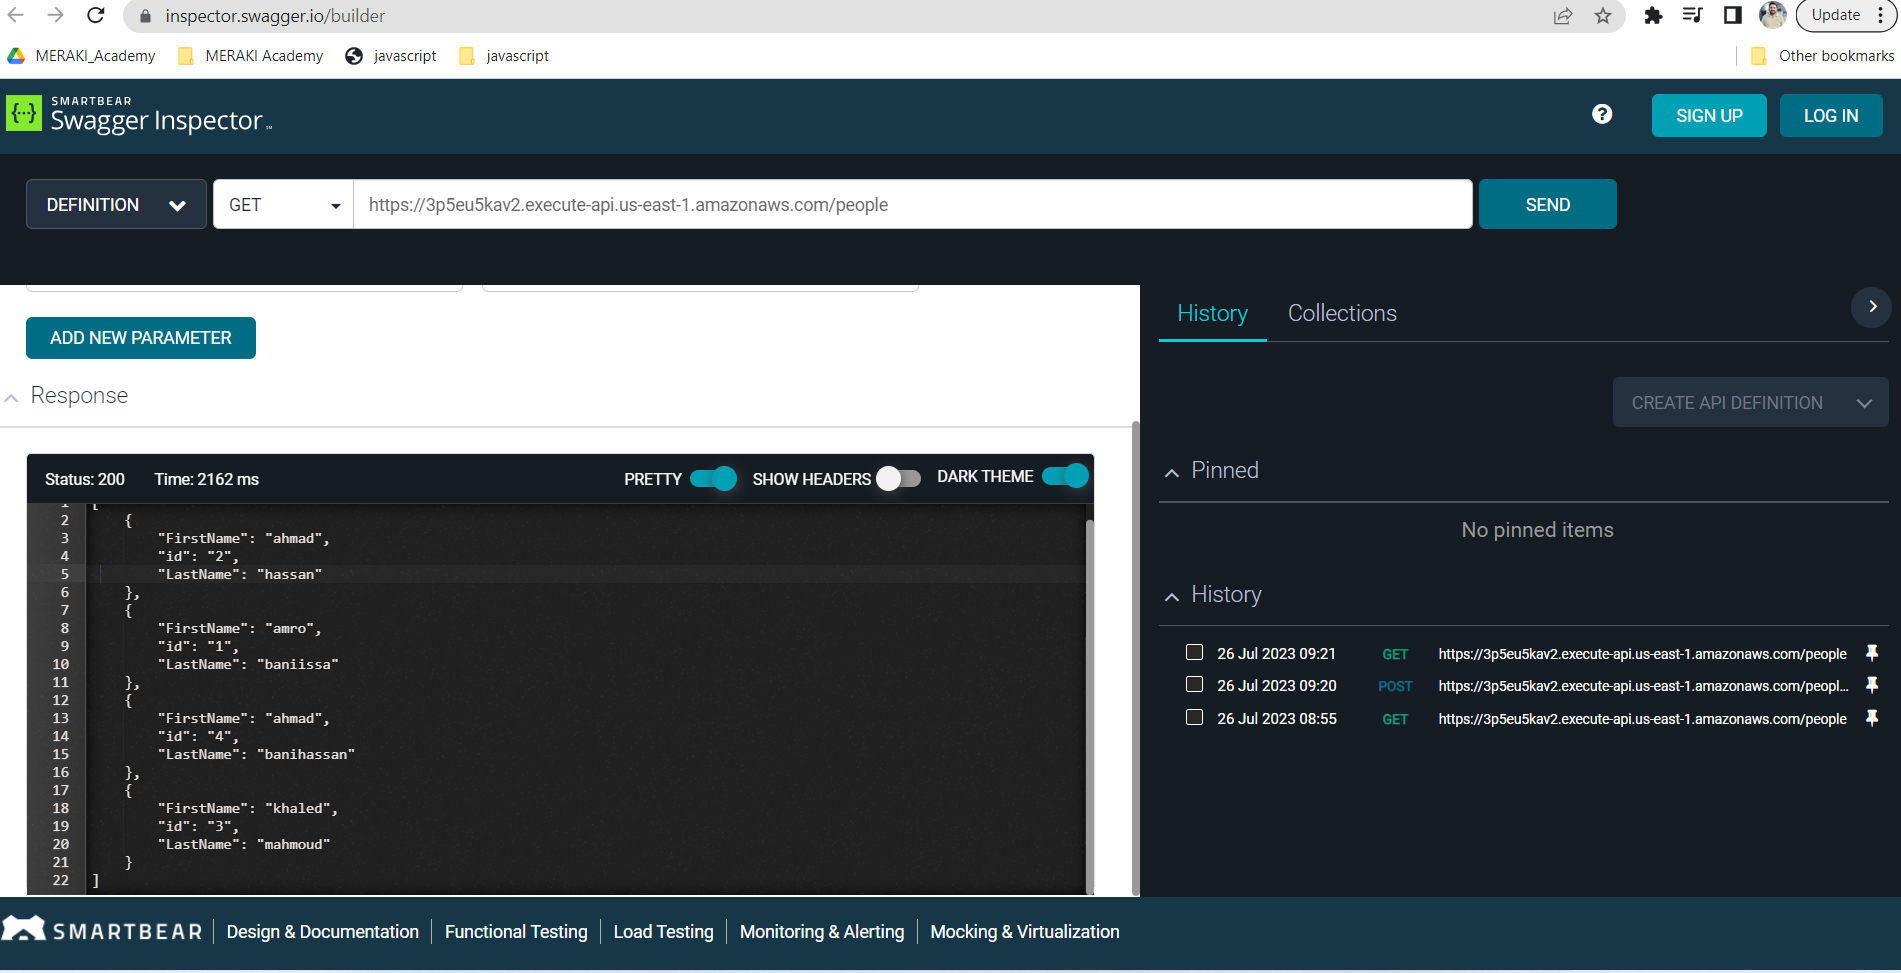 inspector.swagger.io/builder
Update
MERAKI_Academy
MERAKI Academy
javascript
javascript
Other bookmarks
{···}
SMARTBEAR
Swagger Inspector
?
SIGN UP
LOG IN
DEFINITION
GET
https://3p5eu5kav2.execute-api.us-east-1.amazonaws.com/people
SEND
ADD NEW PARAMETER
Response
Status: 200
Time: 2162 ms
PRETTY
SHOW HEADERS
DARK THEME
1 [
2 {
3 "FirstName": "ahmad",
4 "id": "2",
5 "LastName": "hassan"
6 },
7 {
8 "FirstName": "amro",
9 "id": "1",
10 "LastName": "baniissa"
11 },
12 {
13 "FirstName": "ahmad",
14 "id": "4",
15 "LastName": "banihassan"
16 },
17 {
18 "FirstName": "khaled",
19 "id": "3",
20 "LastName": "mahmoud"
21 }
22 ]
History
Collections
CREATE API DEFINITION
Pinned
No pinned items
History
26 Jul 2023 09:21 GET https://3p5eu5kav2.execute-api.us-east-1.amazonaws.com/people
26 Jul 2023 09:20 POST https://3p5eu5kav2.execute-api.us-east-1.amazonaws.com/peopl...
26 Jul 2023 08:55 GET https://3p5eu5kav2.execute-api.us-east-1.amazonaws.com/people
SMARTBEAR
Design & Documentation
Functional Testing
Load Testing
Monitoring & Alerting
Mocking & Virtualization